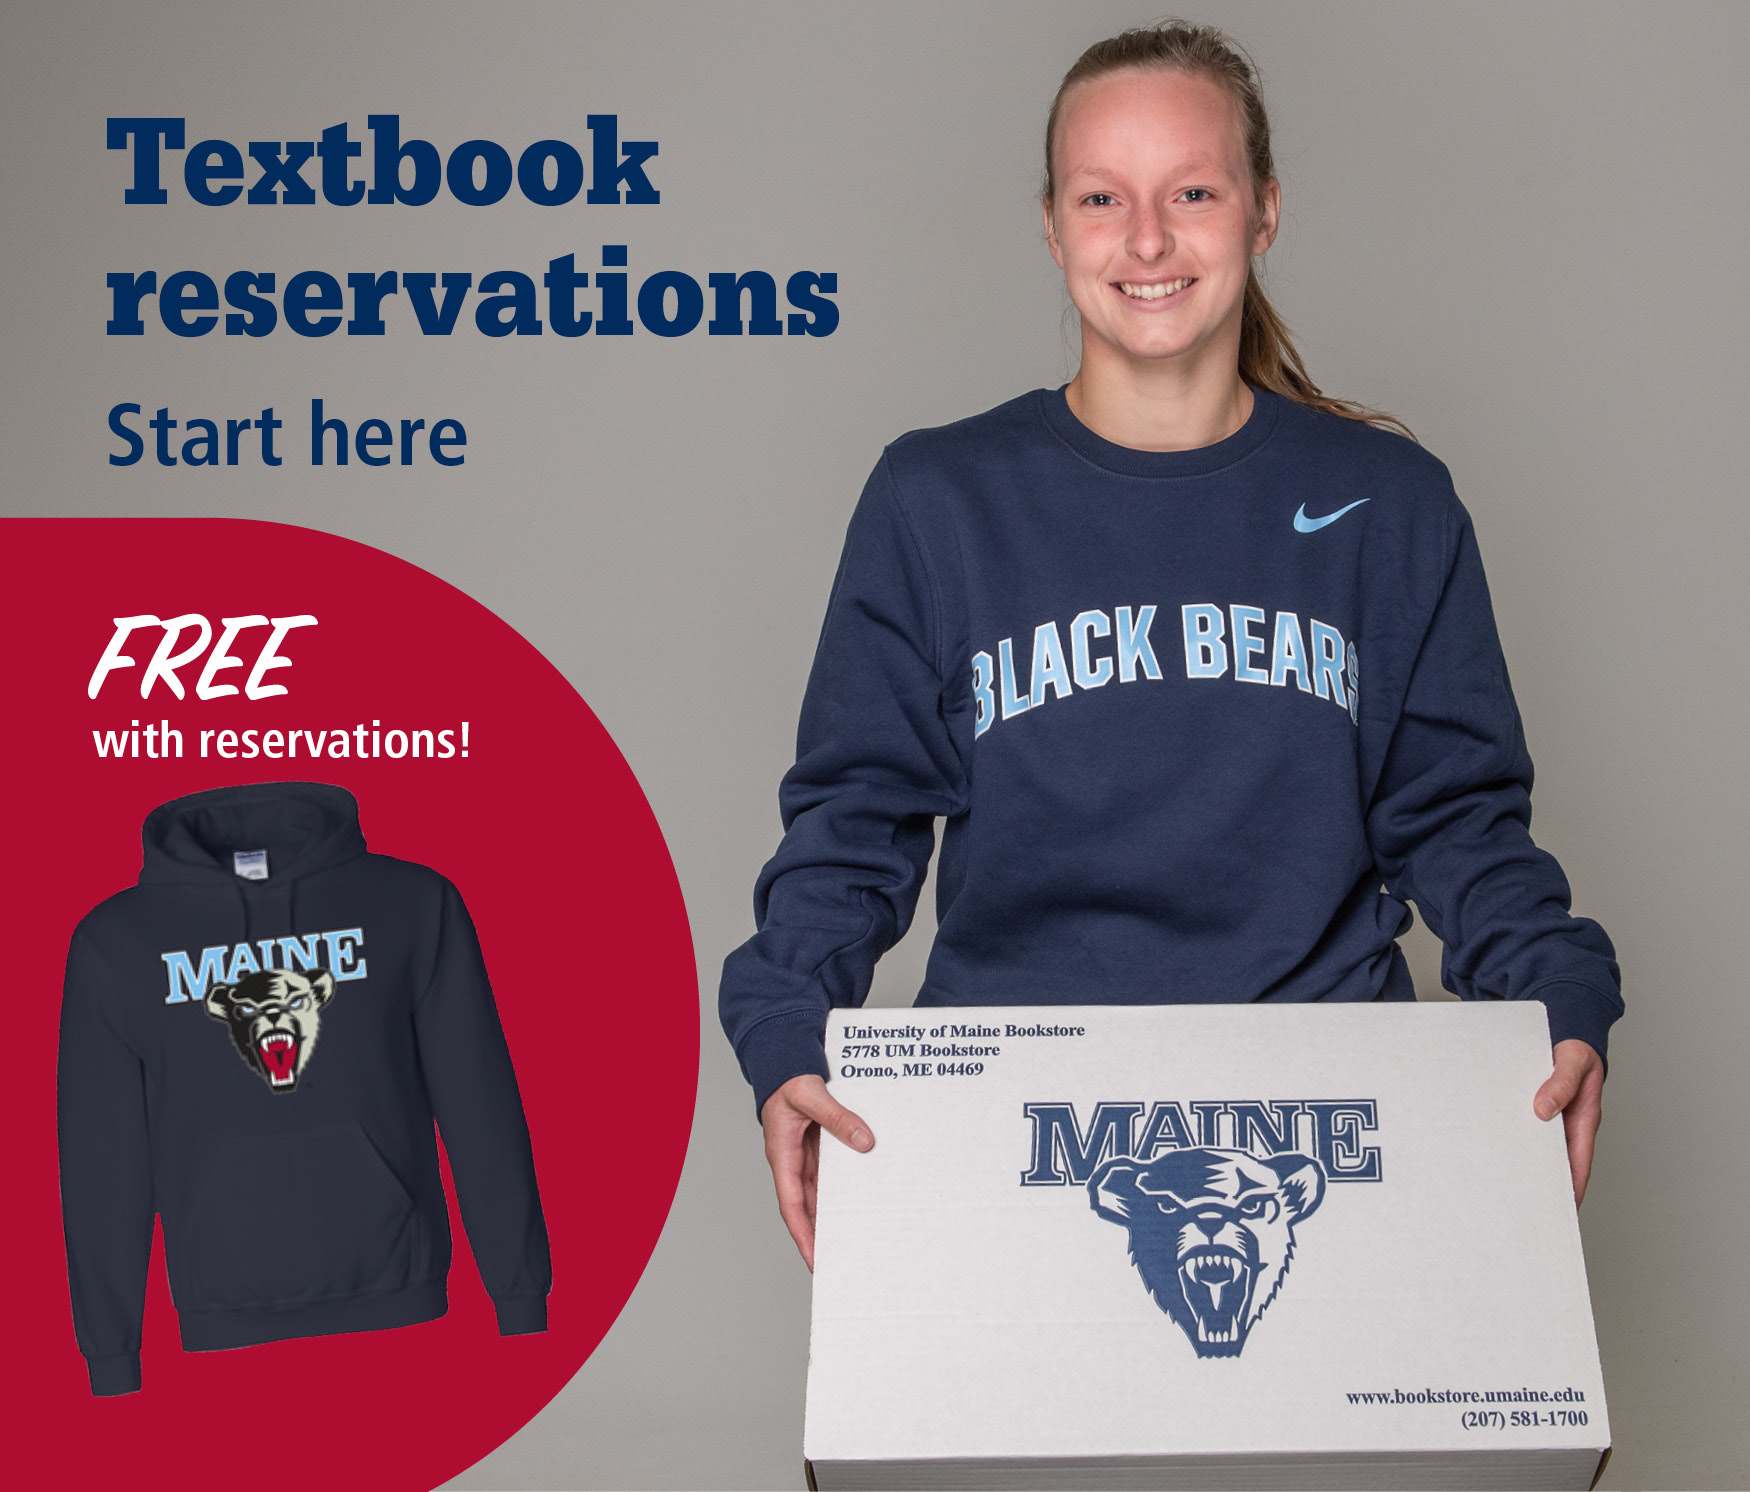 Textbook
reservations
Start here
FREE
with reservations!
MAINE
BLACK BEARS
University of Maine Bookstore
5778 UM Bookstore
Orono, ME 04469
MAINE
www.bookstore.umaine.edu
(207) 581-1700